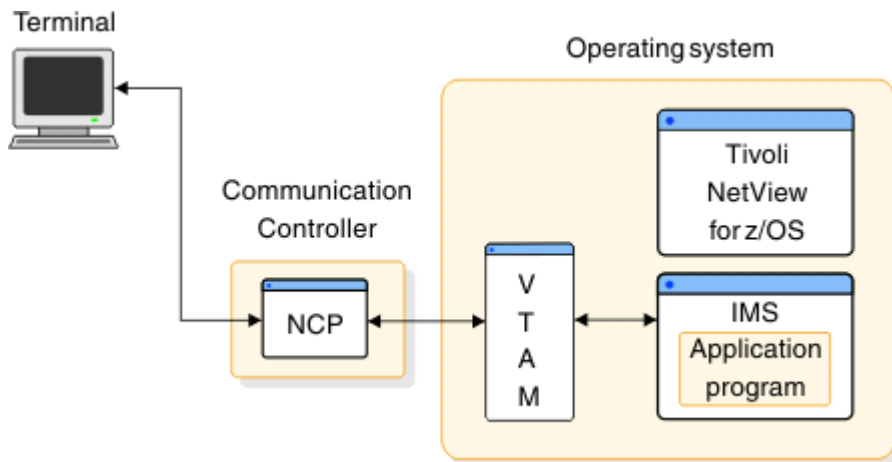 Terminal
Operating system
Tivoli
NetView
for z/OS
Communication
Controller
NCP
V
T
A
M
IMS
Application
program